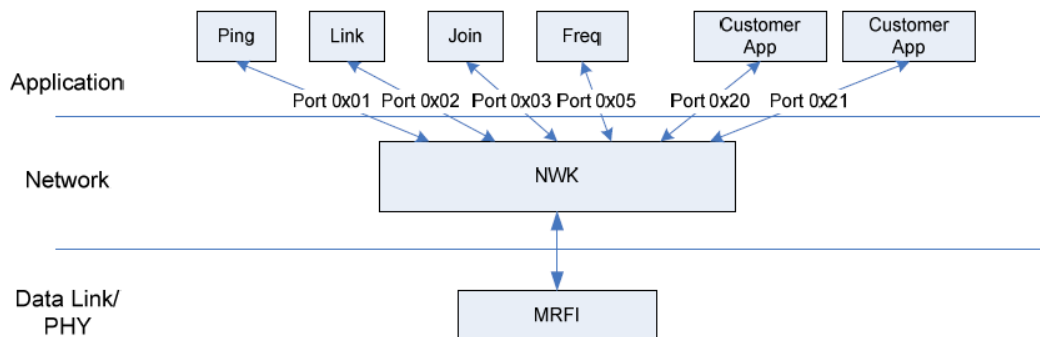 Ping
Link
Join
Freq
Customer
App
Customer
App
Application
Port 0x01
Port 0x02
Port 0x03
Port 0x05
Port 0x20
Port 0x21
Network
NWK
Data Link/
PHY
MRFI